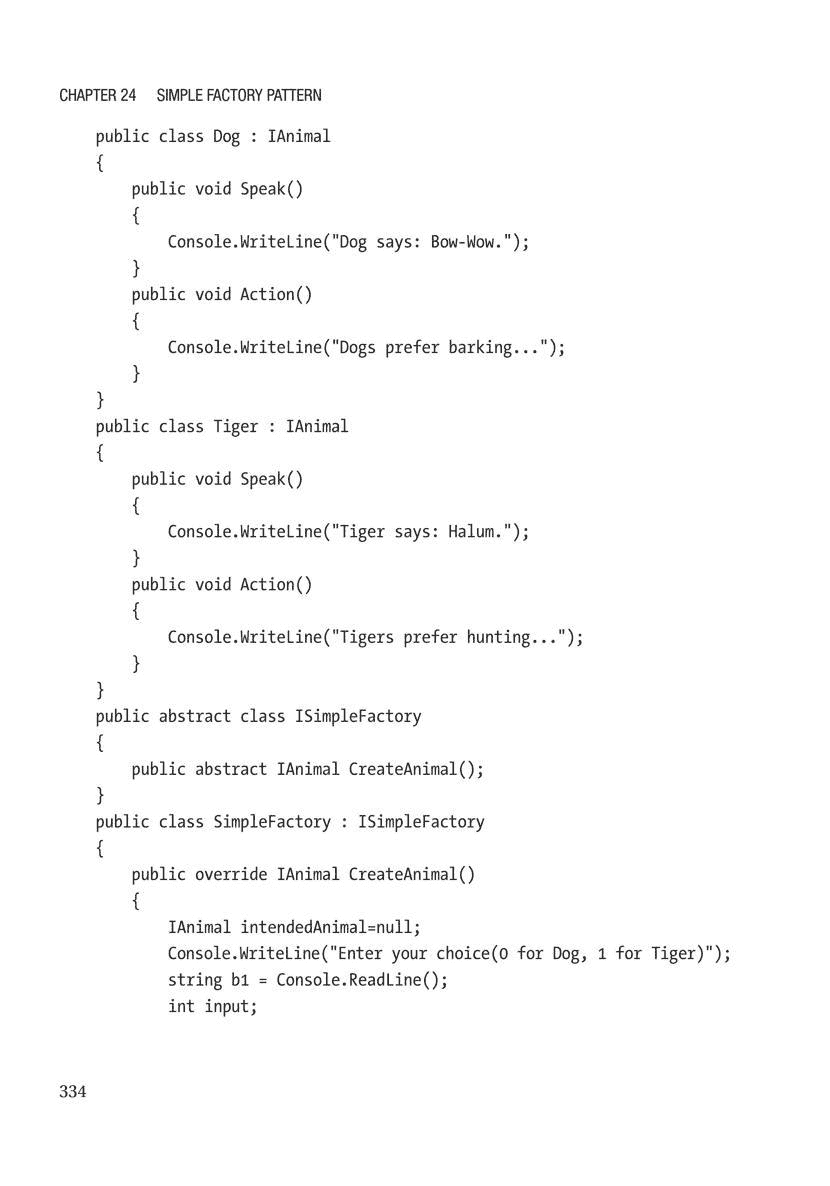 CHAPTER 24 SIMPLE FACTORY PATTERN
public class Dog : IAnimal
{
public void Speak()
{
Console.WriteLine("Dog says: Bow-Wow.");
}
public void Action()
{
Console.WriteLine("Dogs prefer barking...");
}
}
public class Tiger : IAnimal
{
public void Speak()
{
Console.WriteLine("Tiger says: Halum.");
}
public void Action()
{
Console.WriteLine("Tigers prefer hunting...");
}
}
public abstract class ISimpleFactory
{
public abstract IAnimal CreateAnimal();
}
public class SimpleFactory : ISimpleFactory
{
public override IAnimal CreateAnimal()
{
IAnimal intendedAnimal=null;
Console.WriteLine("Enter your choice(0 for Dog, 1 for Tiger)");
string b1 = Console.ReadLine();
int input;
334